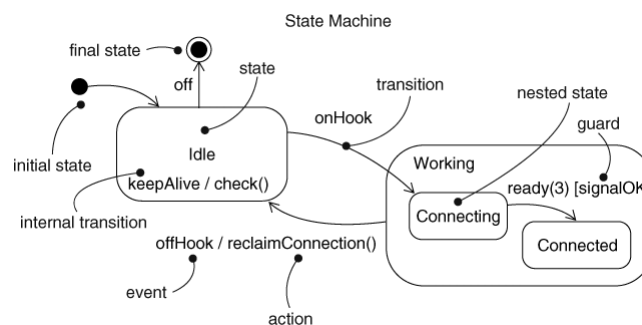 State Machine
final state
off
state
transition
nested state
onHook
guard
initial state
Idle
Working
keepAlive / check()
ready(3) [signalOK
internal transition
Connecting
offHook / reclaimConnection()
Connected
event
action